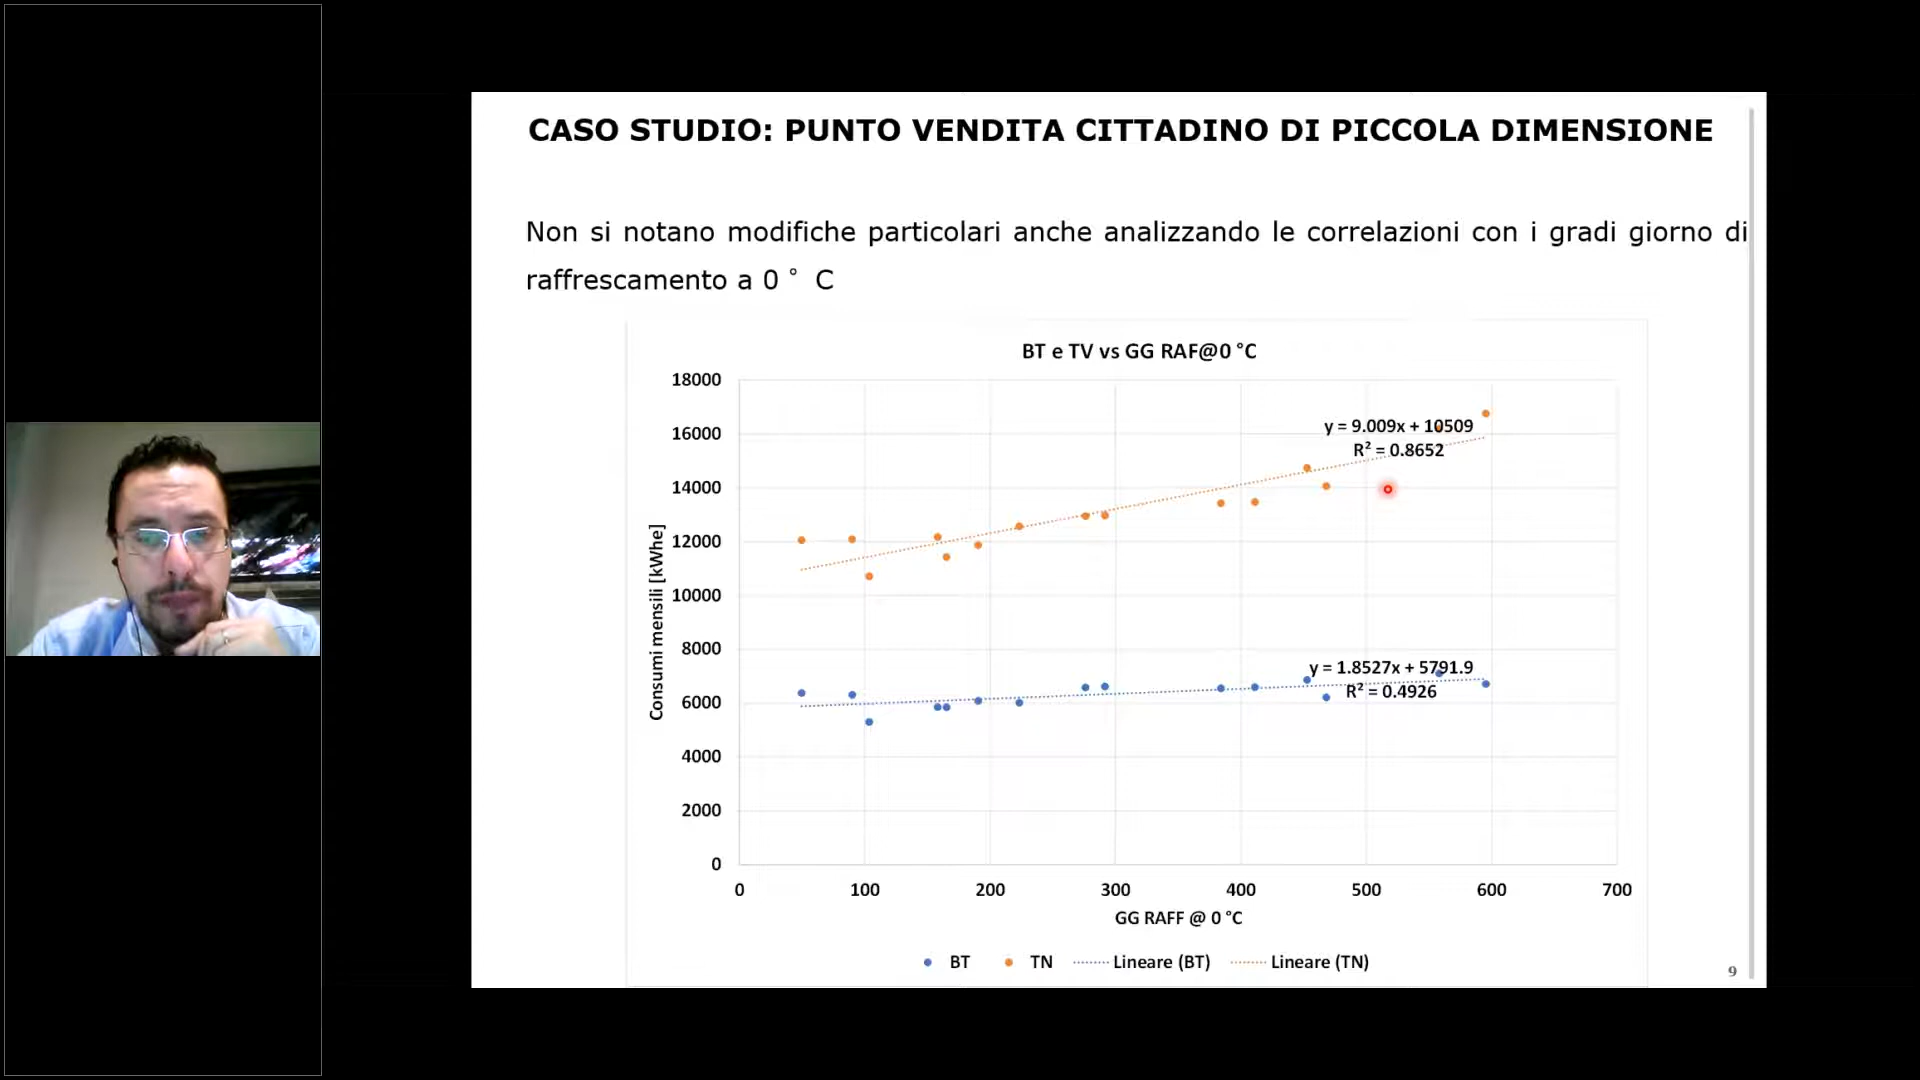 CASO STUDIO: PUNTO VENDITA CITTADINO DI PICCOLA DIMENSIONE
Non si notano modifiche particolari anche analizzando le correlazioni con i gradi giorno di
raffrescamento a 0 ° C
BT e TV vs GG RAF@0 °C
18000
16000
14000
12000
10000
8000
6000
4000
2000
0
Consumi mensili [kWhe]
y = 9.009x + 10509
R² = 0.8652
y = 1.8527x + 5791.9
R² = 0.4926
0 100 200 300 400 500 600 700
GG RAFF @ 0 °C
BT TN Lineare (BT) Lineare (TN)
9